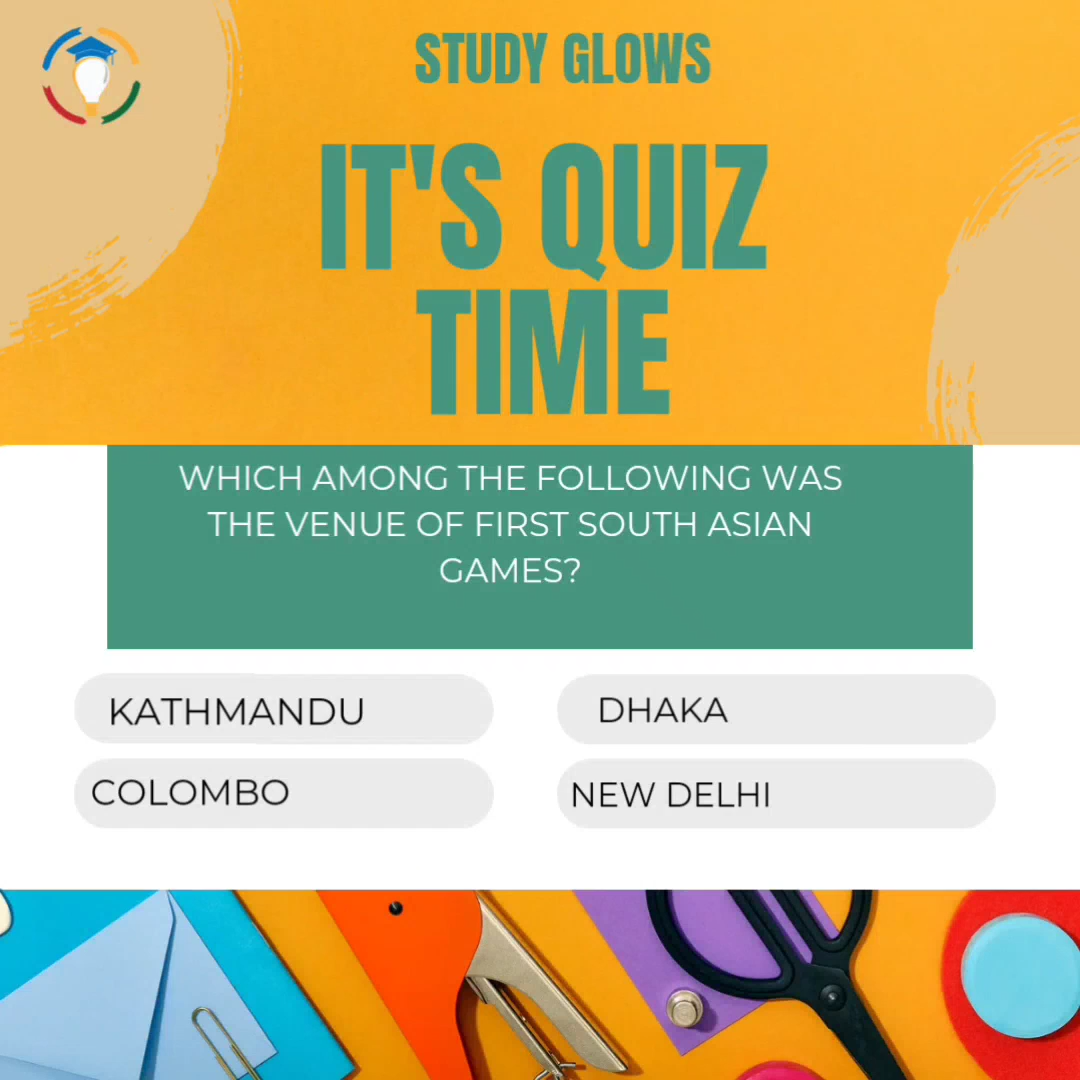 STUDY GLOWS
IT'S QUIZ
TIME
WHICH AMONG THE FOLLOWING WAS
THE VENUE OF FIRST SOUTH ASIAN
GAMES?
KATHMANDU
DHAKA
COLOMBO
NEW DELHI